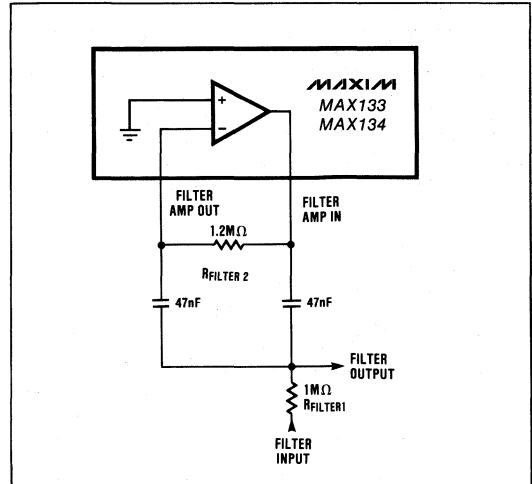 MAXIM
MAX133
MAX134
+
−
FILTER
AMP OUT
FILTER
AMP IN
1.2MΩ
RFILTER 2
47nF
47nF
FILTER
OUTPUT
1MΩ
RFILTER1
FILTER
INPUT